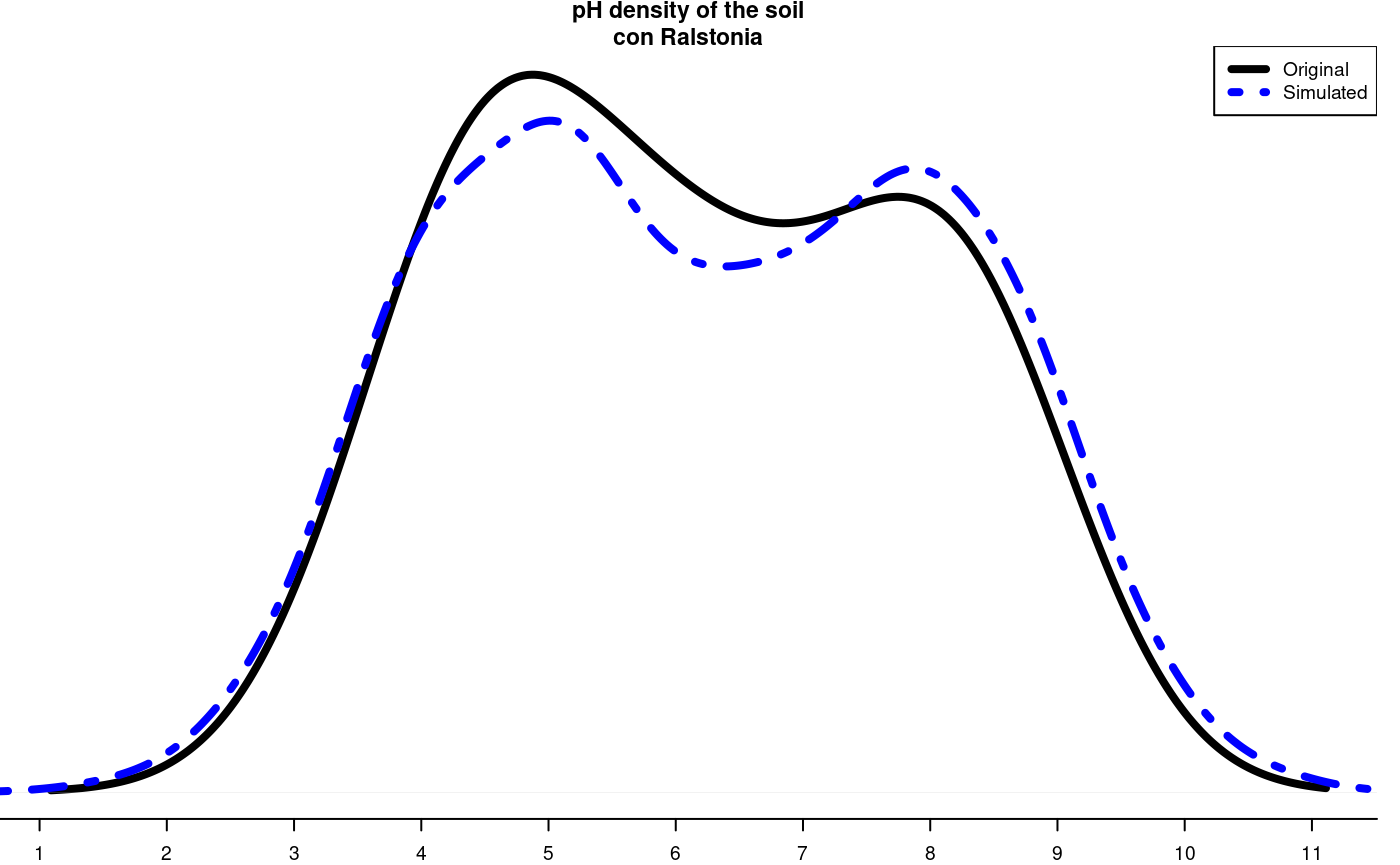 pH density of the soil
con Ralstonia
Original
Simulated
1 2 3 4 5 6 7 8 9 10 11